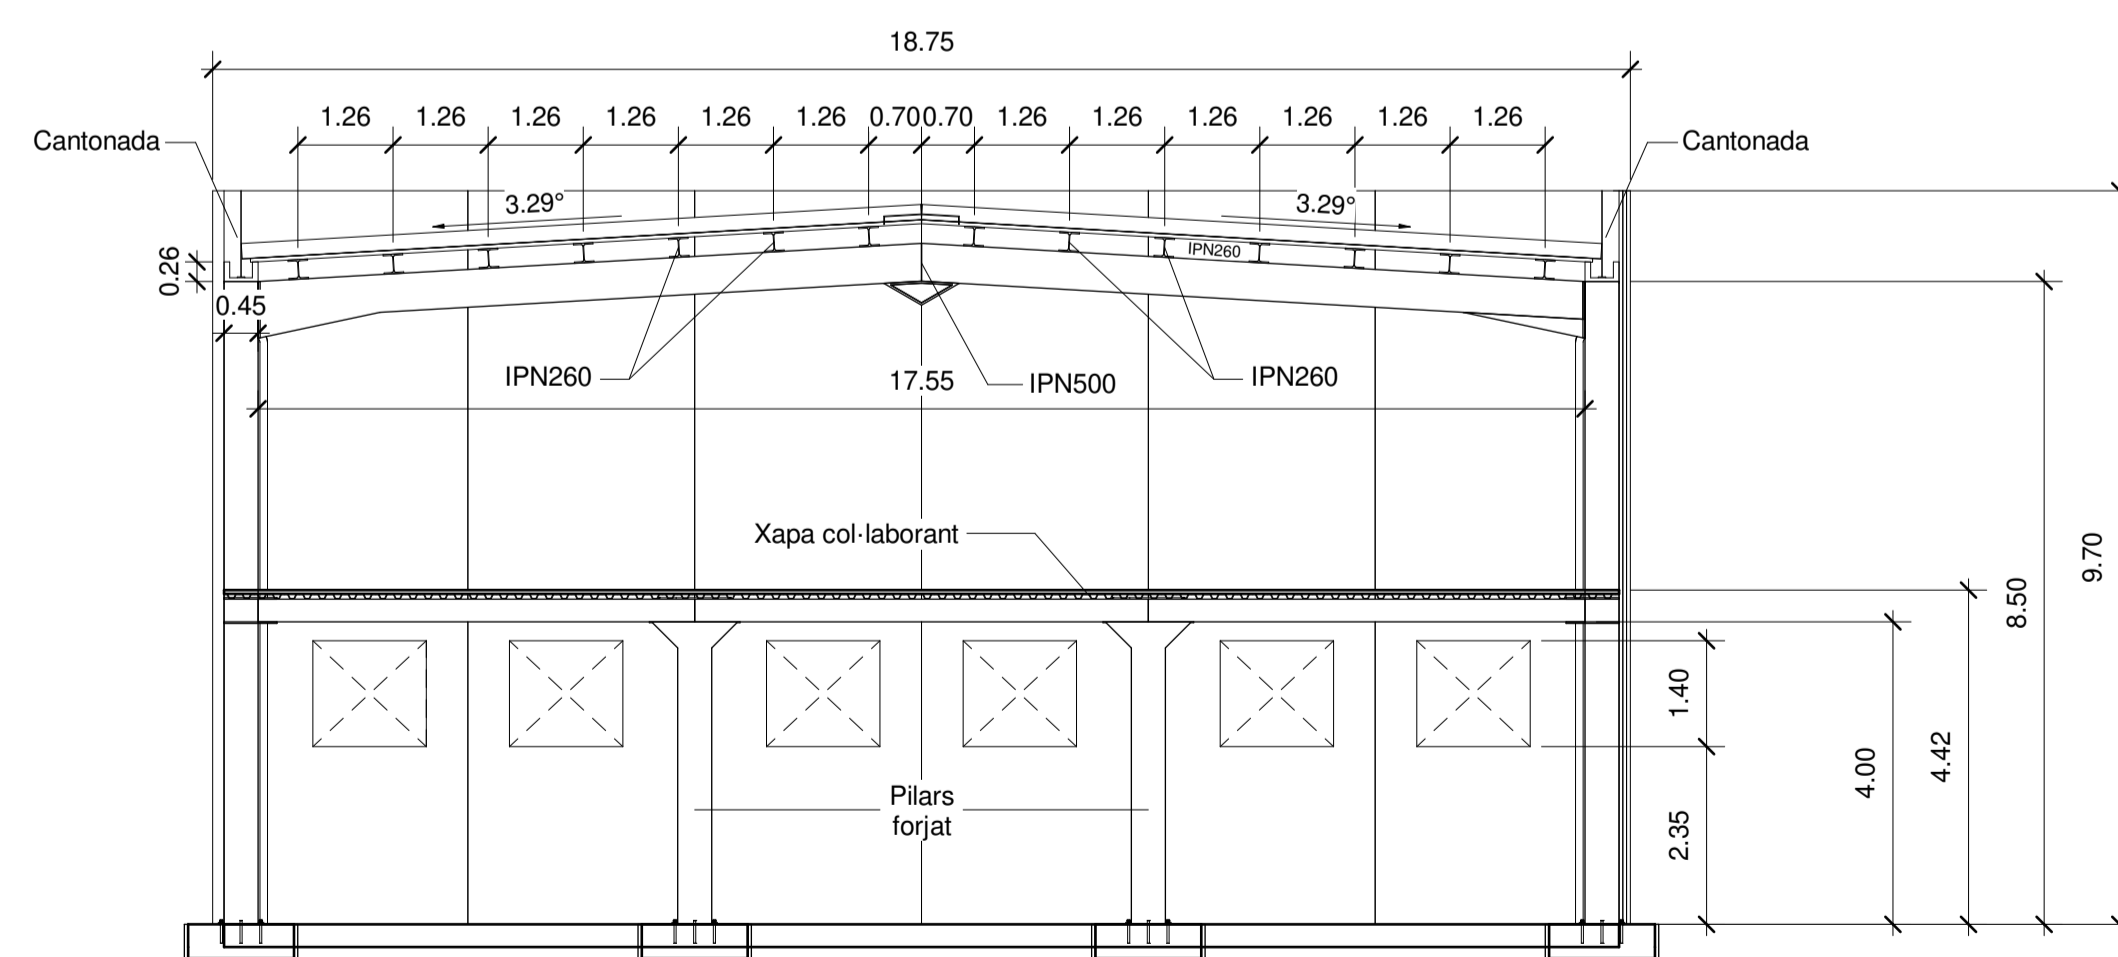 18.75
1.26 1.26 1.26 1.26 1.26 1.26 0.70 0.70 1.26 1.26 1.26 1.26 1.26 1.26
Cantonada
Cantonada
3.29°
3.29°
IPN260
0.26
0.45
IPN260
17.55
IPN500
IPN260
Xapa col·laborant
9.70
8.50
4.42
4.00
1.40
2.35
Pilars
forjat